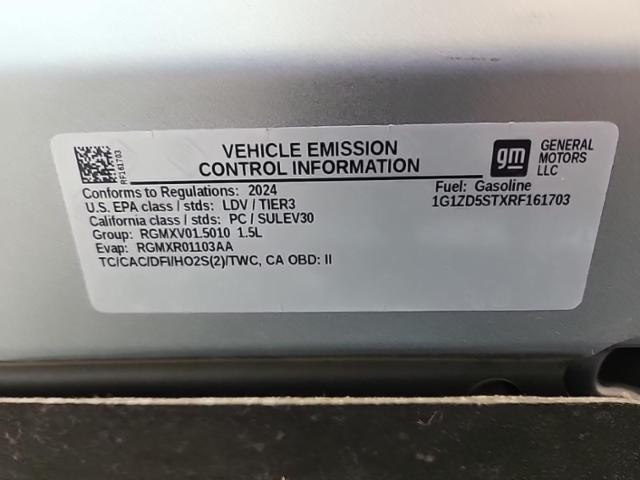 RF161703
VEHICLE EMISSION
CONTROL INFORMATION
gm
GENERAL
MOTORS
LLC
Conforms to Regulations: 2024
U.S. EPA class / stds: LDV / TIER3
California class / stds: PC / SULEV30
Group: RGMXV01.5010 1.5L
Evap: RGMXR01103AA
TC/CAC/DFI/HO2S(2)/TWC, CA OBD: II
Fuel: Gasoline
1G1ZD5STXRF161703